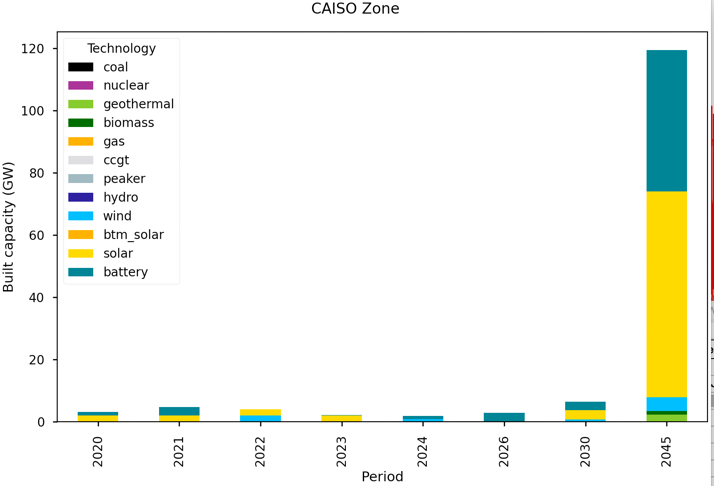 CAISO Zone
Built capacity (GW)
120
100
80
60
40
20
0
Technology
coal
nuclear
geothermal
biomass
gas
ccgt
peaker
hydro
wind
btm_solar
solar
battery
2020
2021
2022
2023
2024
2026
2030
2045
Period